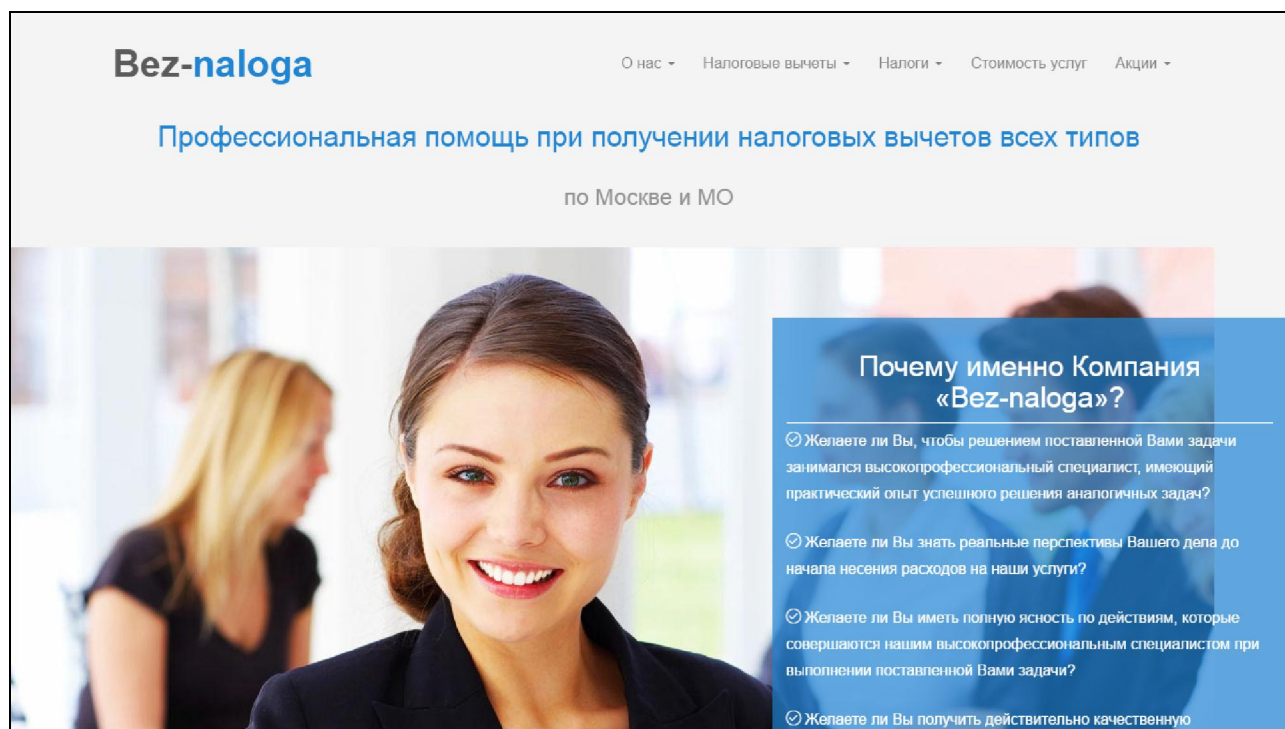 Bez-naloga
О нас Налоговые вычеты Налоги Стоимость услуг Акции
Профессиональная помощь при получении налоговых вычетов всех типов
по Москве и МО
Почему именно Компания
«Bez-naloga»?
Желаете ли Вы, чтобы решением поставленной Вами задачи
занимался высокопрофессиональный специалист, имеющий
практический опыт успешного решения аналогичных задач?
Желаете ли Вы знать реальные перспективы Вашего дела до
начала несения расходов на наши услуги?
Желаете ли Вы иметь полную ясность по действиям, которые
совершаются нашим высокопрофессиональным специалистом при
выполнении поставленной Вами задачи?
Желаете ли Вы получить действительно качественную